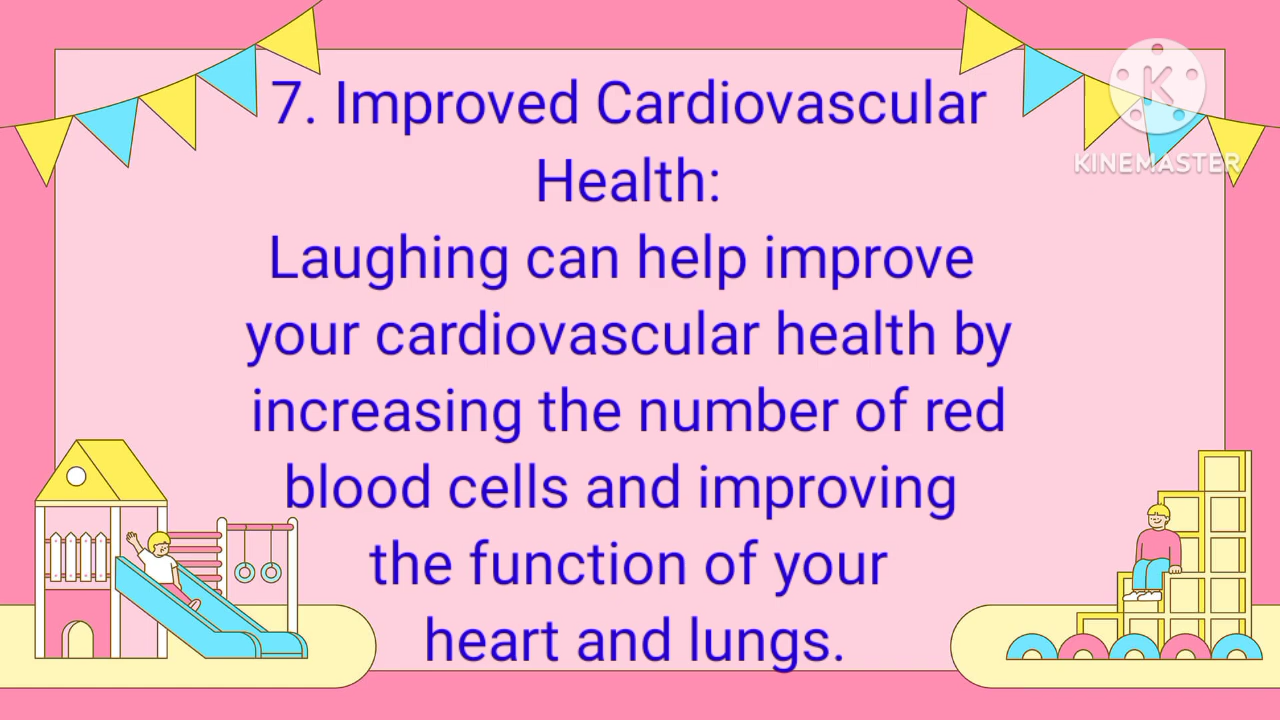 7. Improved Cardiovascular
Health:
Laughing can help improve
your cardiovascular health by
increasing the number of red
blood cells and improving
the function of your
heart and lungs.
K
KINEMASTER